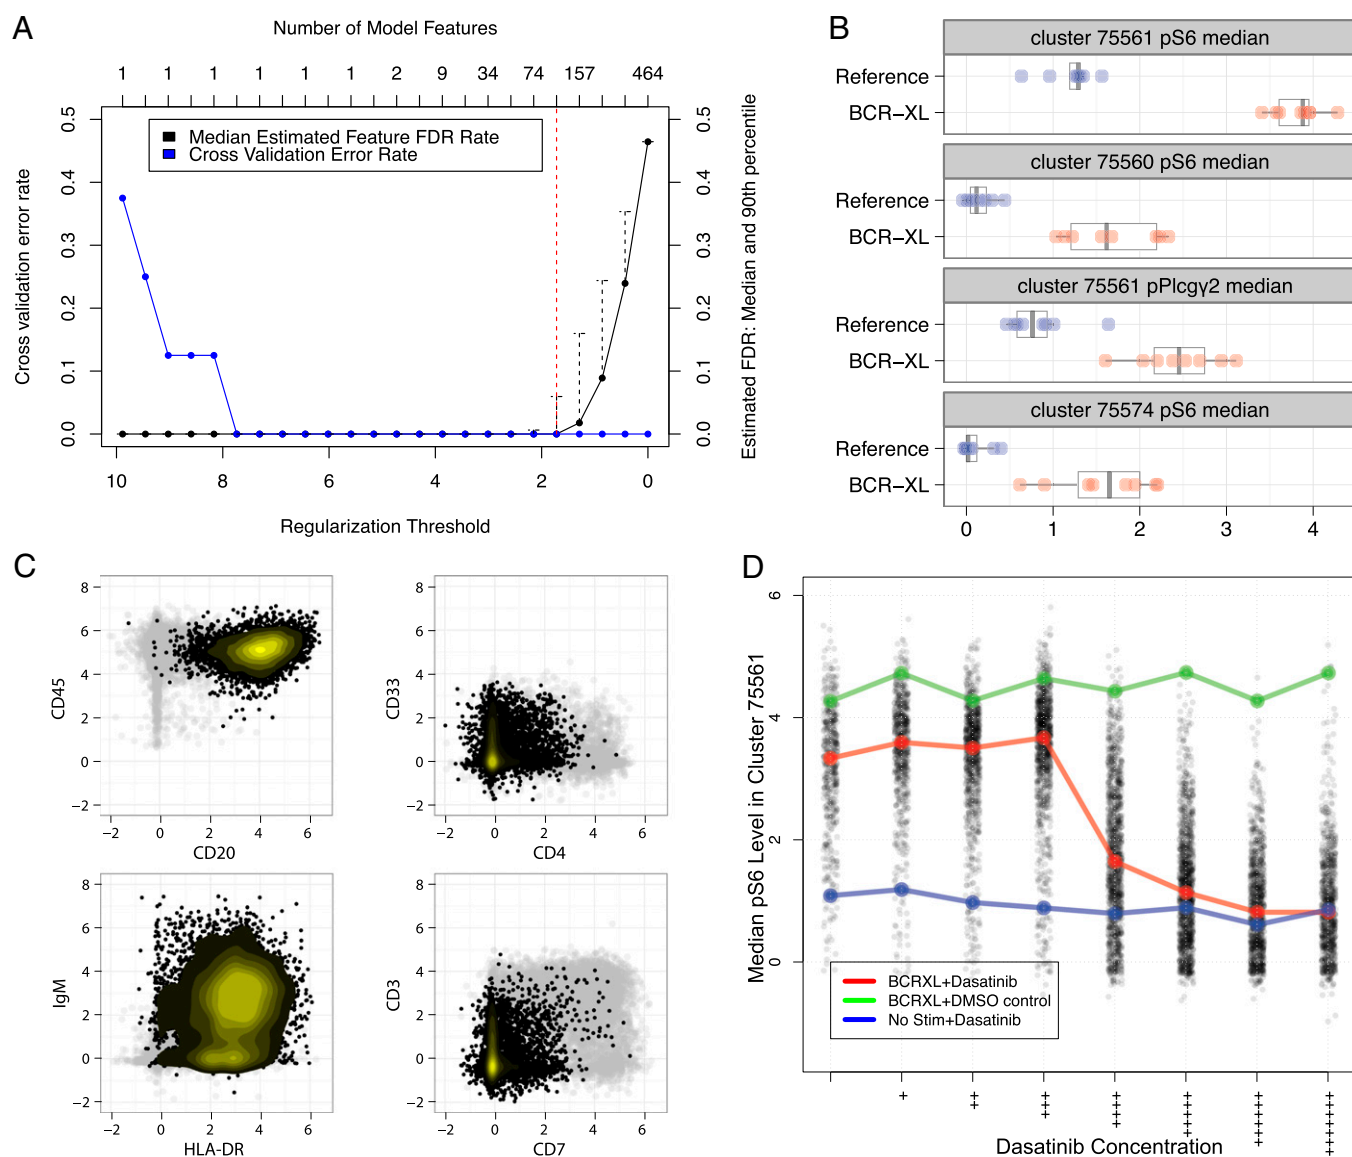 A
Number of Model Features
1 1 1 1 1 1 2 9 34 74 157 464
0.5 0.4 0.3 0.2 0.1 0.0
Cross validation error rate
Median Estimated Feature FDR Rate
Cross Validation Error Rate
0.5 0.4 0.3 0.2 0.1 0.0
Estimated FDR: Median and 90th percentile
10 8 6 4 2 0
Regularization Threshold
B
cluster 75561 pS6 median
Reference
BCR−XL
cluster 75560 pS6 median
Reference
BCR−XL
cluster 75561 pPlcgγ2 median
Reference
BCR−XL
cluster 75574 pS6 median
Reference
BCR−XL
0 1 2 3 4
C
8 6 4 2 0 −2
CD45
−2 0 2 4 6
CD20
8 6 4 2 0 −2
CD33
−2 0 2 4 6
CD4
8 6 4 2 0 −2
IgM
−2 0 2 4 6
HLA-DR
8 6 4 2 0 −2
CD3
−2 0 2 4 6
CD7
D
6 4 2 0
Median pS6 Level in Cluster 75561
BCRXL+Dasatinib
BCRXL+DMSO control
No Stim+Dasatinib
+ ++ +++ ++++ +++++ ++++++ +++++++
Dasatinib Concentration